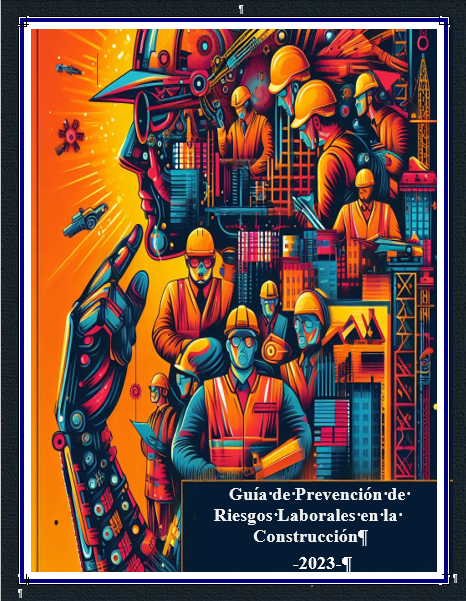 Guía de Prevención de
Riesgos Laborales en la
Construcción¶
-2023-¶